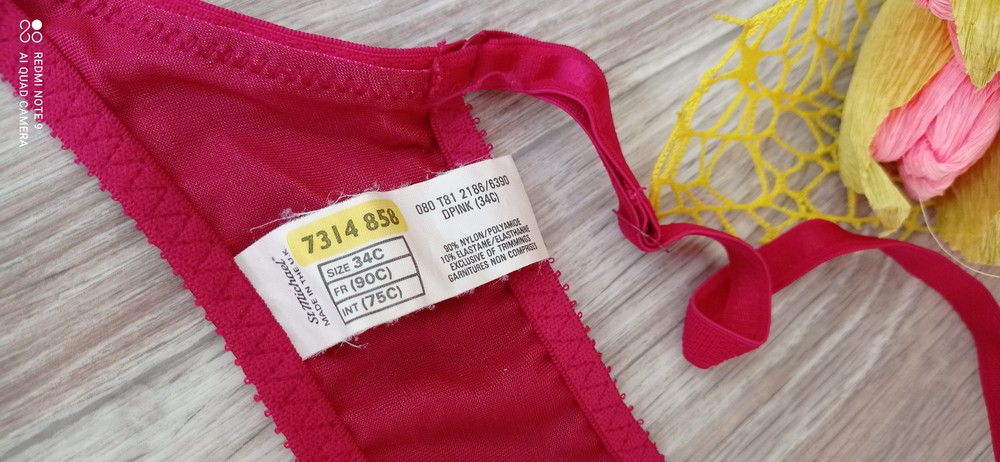 REDMI NOTE 9
AI QUAD CAMERA
St Michael
MADE IN THE U.K.
7314 858
SIZE 34C
FR (90C)
INT (75C)
080 T81 2186/6390
DPINK (34C)
90% NYLON/POLYAMIDE
10% ELASTANE/ELASTHANNE
EXCLUSIVE OF TRIMMINGS
GARNITURES NON COMPRISES